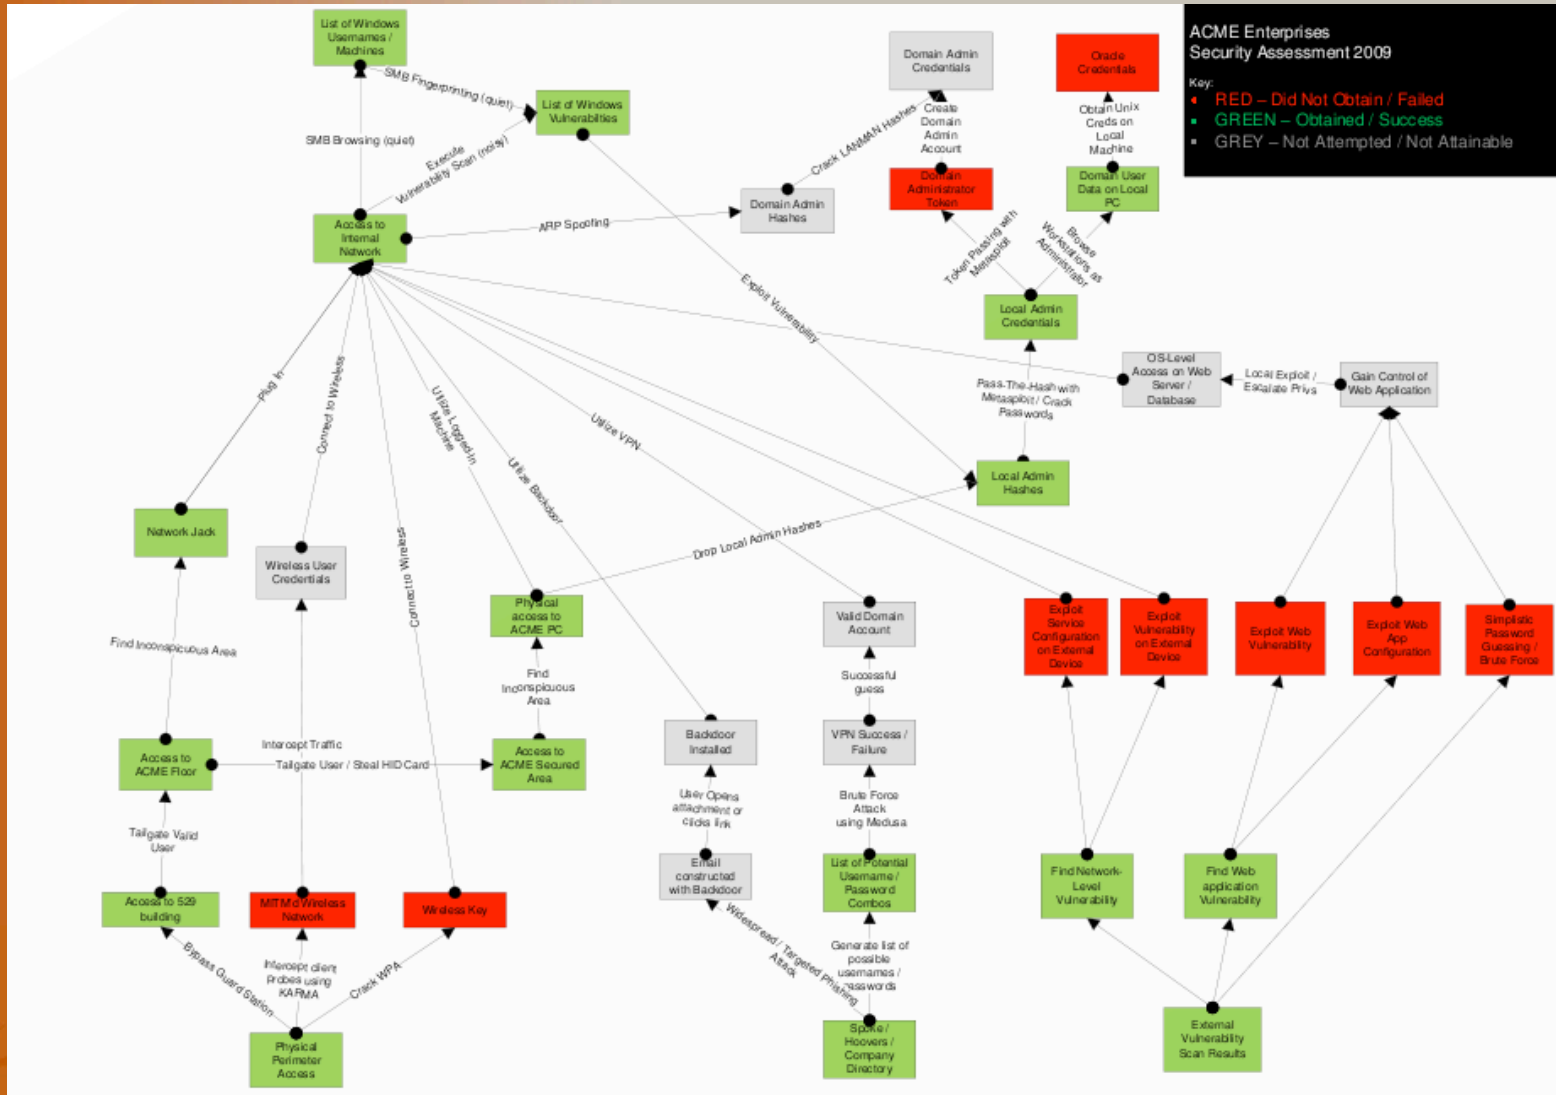 ACME Enterprises
Security Assessment 2009
Key:
RED – Did Not Obtain / Failed
GREEN – Obtained / Success
GREY – Not Attempted / Not Attainable
List of Windows
Usernames /
Machines
SMB Fingerprinting (quiet)
List of Windows
Vulnerabilities
SMB Browsing (quiet)
Execute
Vulnerability Scan (noisy)
Access to
Internal
Network
ARP Spoofing
Domain Admin
Hashes
Crack LANMAN Hashes
Domain Admin
Credentials
Create
Domain
Admin
Account
Domain
Administrator
Token
Oracle
Credentials
Obtain Unix
Creds on
Local
Machine
Domain User
Data on Local
PC
Token Passing with
Metasploit
Browse
Workstations as
Administrator
Exploit Vulnerability
Local Admin
Credentials
Pass-The-Hash with
Metasploit / Crack
Passwords
Local Admin
Hashes
OS-Level
Access on Web
Server /
Database
Local Exploit /
Escalate Privs
Gain Control of
Web Application
Plug In
Connect to Wireless
Utilize Logged-In
Machine
Utilize VPN
Utilize Backdoor
Connect to Wireless
Drop Local Admin Hashes
Network Jack
Wireless User
Credentials
Find Inconspicuous Area
Physical
access to
ACME PC
Find
Inconspicuous
Area
Valid Domain
Account
Successful
guess
Exploit
Service
Configuration
on External
Device
Exploit
Vulnerability
on External
Device
Exploit Web
Vulnerability
Exploit Web
App
Configuration
Simplistic
Password
Guessing /
Brute Force
Access to
ACME Floor
Intercept Traffic
Tailgate User / Steal HID Card
Access to
ACME Secured
Area
Backdoor
Installed
VPN Success /
Failure
Tailgate Valid
User
User Opens
attachment or
clicks link
Brute Force
Attack
using Medusa
Access to 529
building
MITM'd Wireless
Network
Wireless Key
Email
constructed
with Backdoor
List of Potential
Username /
Password
Combos
Find Network-
Level
Vulnerability
Find Web
application
Vulnerability
Bypass Guard Station
Intercept client
probes using
KARMA
Crack WPA
Widespread / Targeted Phishing
Attack
Generate list of
possible
usernames /
passwords
Physical
Perimeter
Access
Spoke /
Hoovers /
Company
Directory
External
Vulnerability
Scan Results